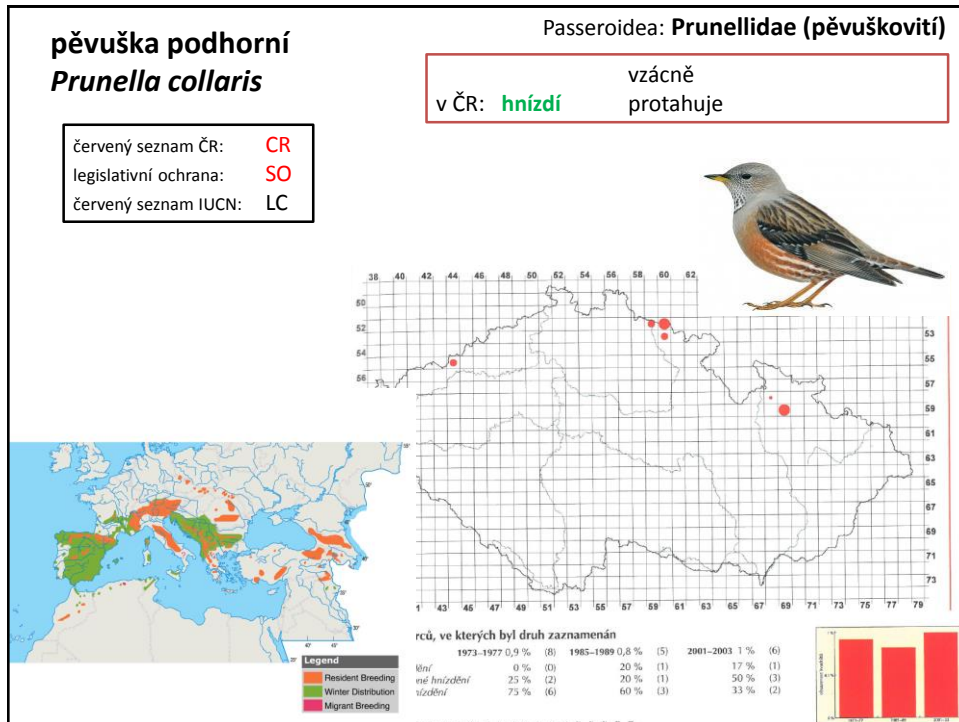 pěvuška podhorní
Prunella collaris
Passeroidea: Prunellidae (pěvuškovití)
vzácně
v ČR: hnízdí protahuje
červený seznam ČR: CR
legislativní ochrana: SO
červený seznam IUCN: LC
38 40 42 44 46 48 50 52 54 56 58 60 62
50
52
54
56
53
55
57
59
61
63
65
67
69
71
73
43 45 47 49 51 53 55 57 59 61 63 65 67 69 71 73 75 77 79
rců, ve kterých byl druh zaznamenán
1973–1977 0,9 % (8) 1985–1989 0,8 % (5) 2001–2003 1 % (6)
dění 0 % (0) 20 % (1) 17 % (1)
né hnízdění 25 % (2) 20 % (1) 50 % (3)
nízdění 75 % (6) 60 % (3) 33 % (2)
Legend
Resident Breeding
Winter Distribution
Migrant Breeding